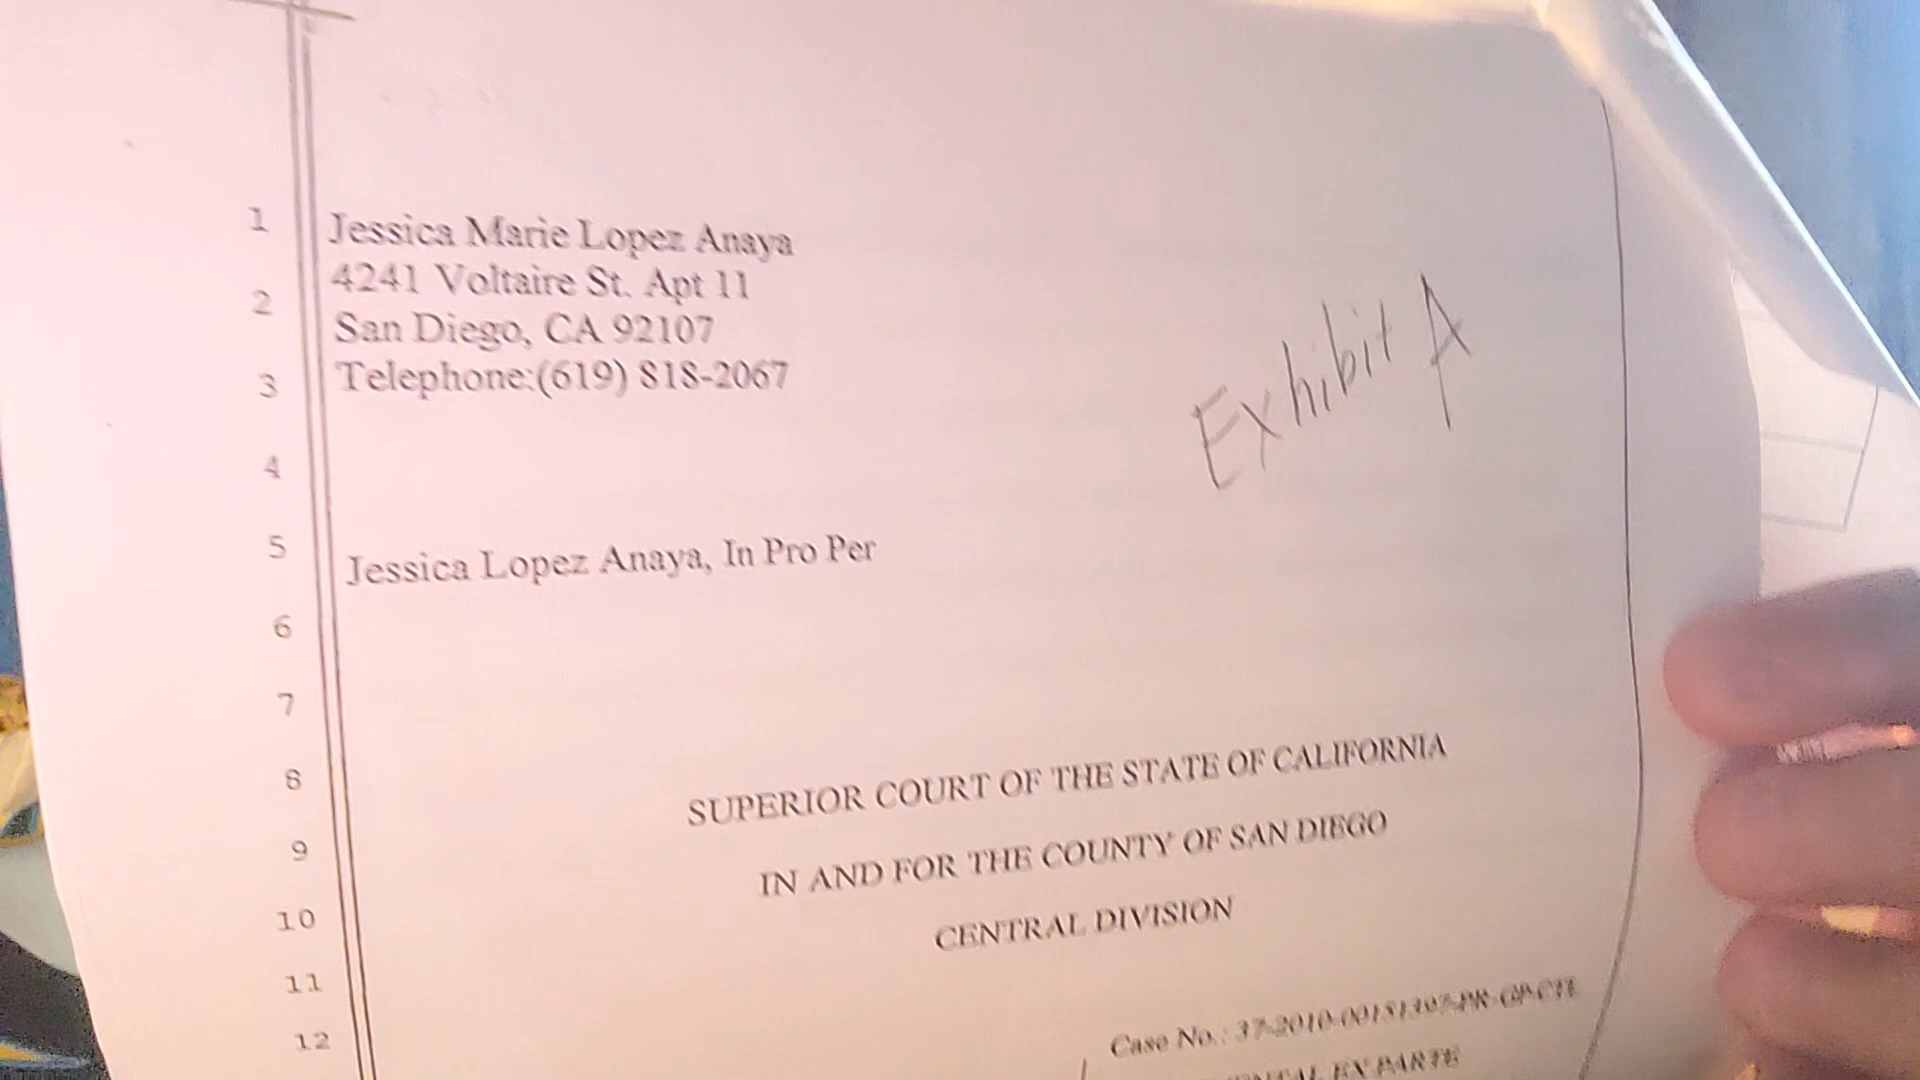 1
Jessica Marie Lopez Anaya
4241 Voltaire St. Apt 11
2
San Diego, CA 92107
3
Telephone:(619) 818-2067
Exhibit A
4
5
Jessica Lopez Anaya, In Pro Per
6
7
8
SUPERIOR COURT OF THE STATE OF CALIFORNIA
9
IN AND FOR THE COUNTY OF SAN DIEGO
10
CENTRAL DIVISION
11
12
Case No.:
EX PARTE